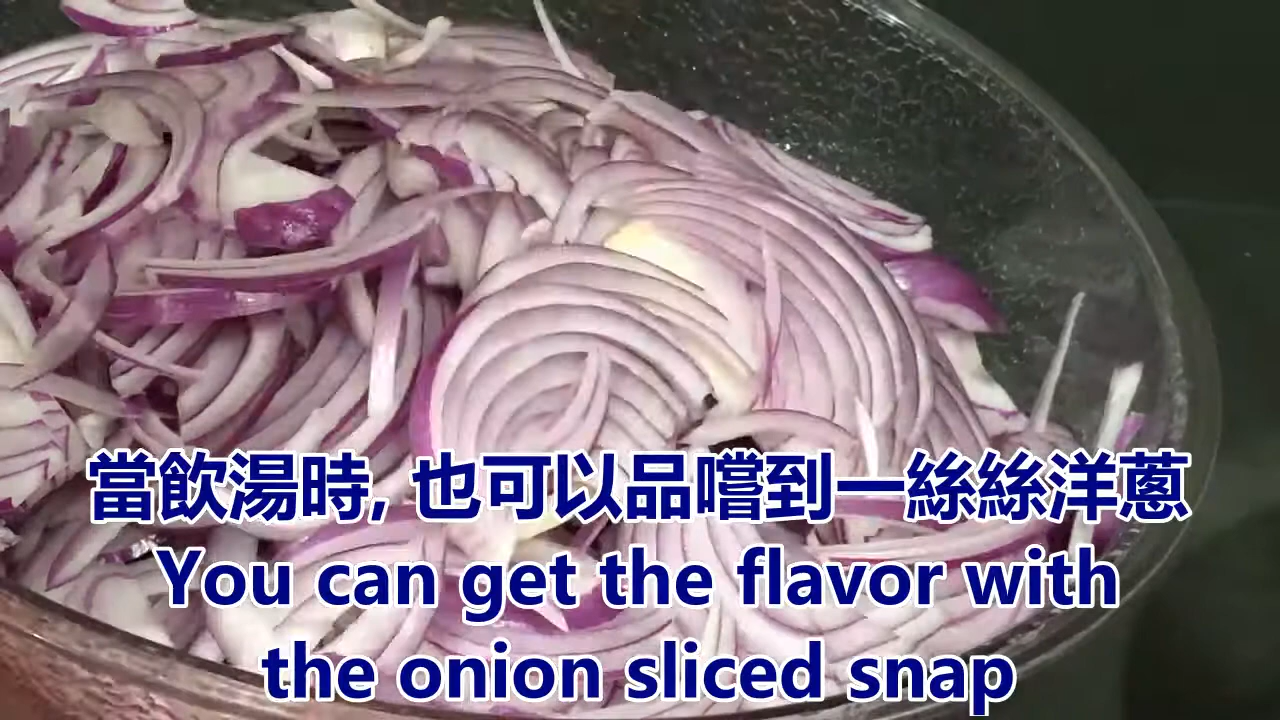 當飲湯時, 也可以品嚐到一絲絲洋蔥
You can get the flavor with
the onion sliced snap